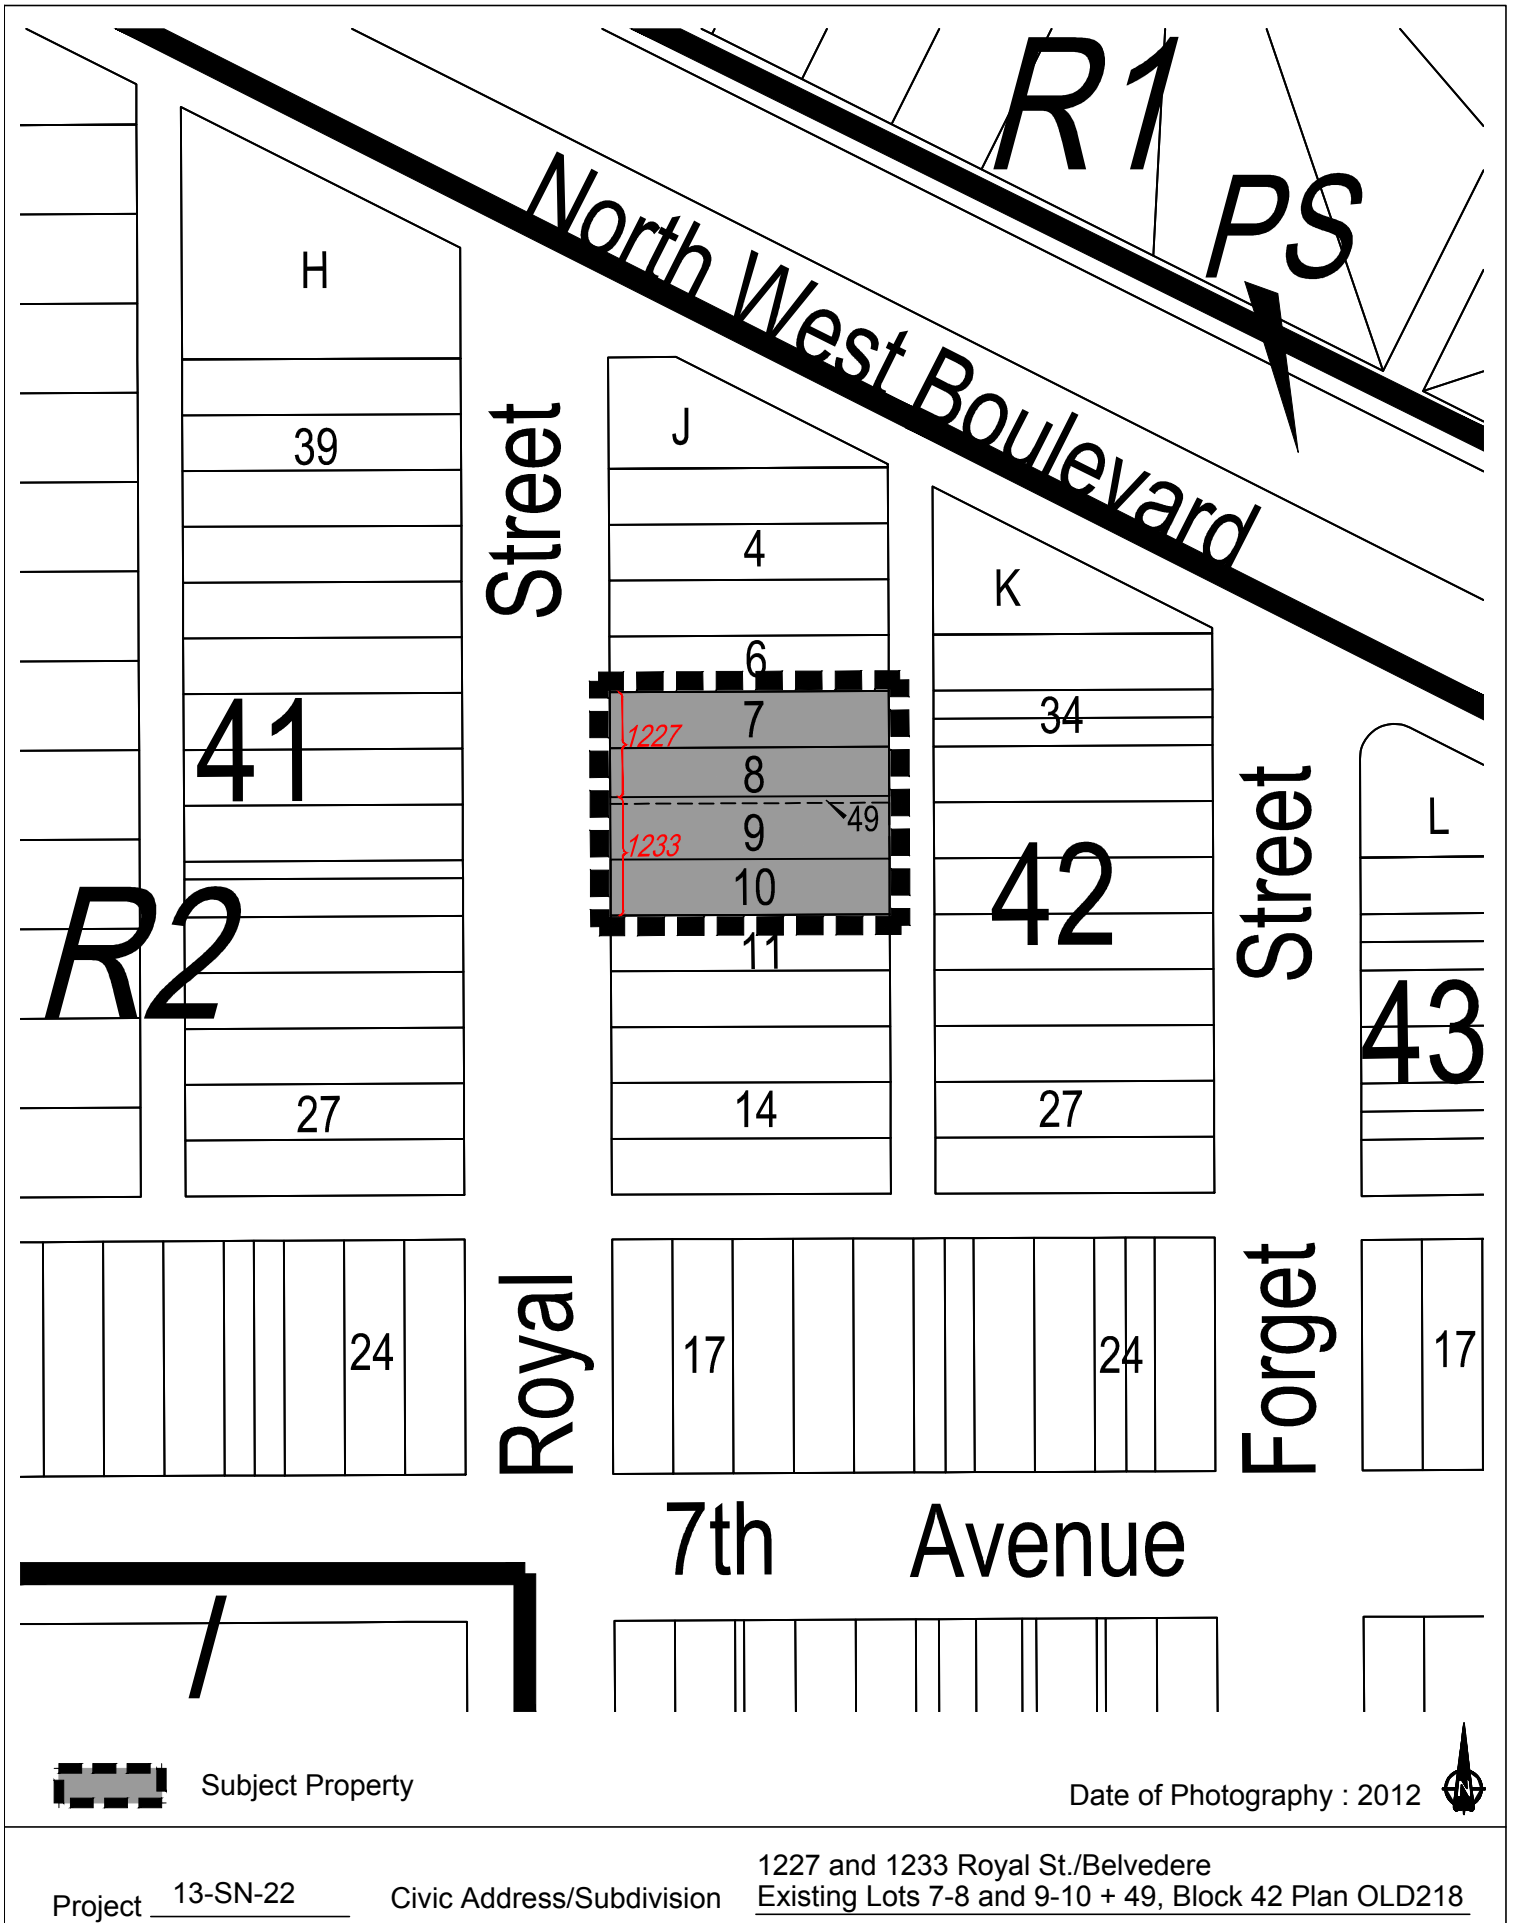 R1
PS
North West Boulevard
H
39
Street
J
4
K
6
7
1227
8
49
9
1233
10
11
34
41
42
Street
L
43
R2
27
14
27
24
Royal
17
24
Forget
17
7th Avenue
/
Subject Property
Date of Photography : 2012
N
Project 13-SN-22
Civic Address/Subdivision
1227 and 1233 Royal St./Belvedere
Existing Lots 7-8 and 9-10 + 49, Block 42 Plan OLD218